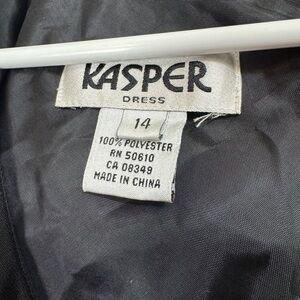 KASPER
DRESS
14
100% POLYESTER
RN 50610
CA 08349
MADE IN CHINA